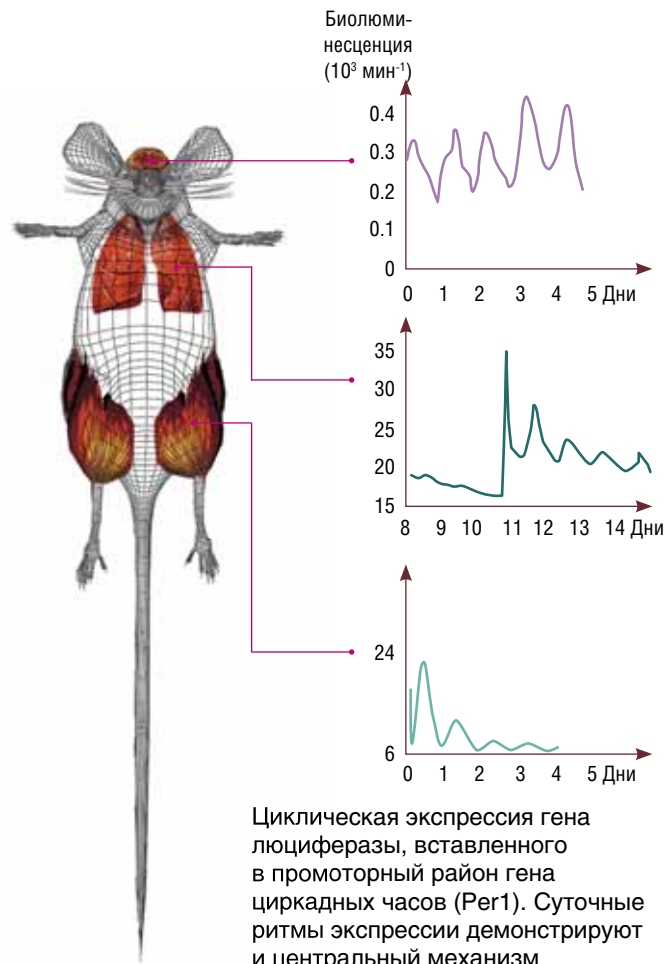 Биолюми-
несценция
(10³ мин⁻¹)
0.4
0.3
0.2
0.1
0
0 1 2 3 4 5 Дни
35
30
25
20
15
8 9 10 11 12 13 14 Дни
24
6
0 1 2 3 4 5 Дни
Циклическая экспрессия гена
люциферазы, вставленного
в промоторный район гена
циркадных часов (Per1). Суточные
ритмы экспрессии демонстрируют
и центральный механизм